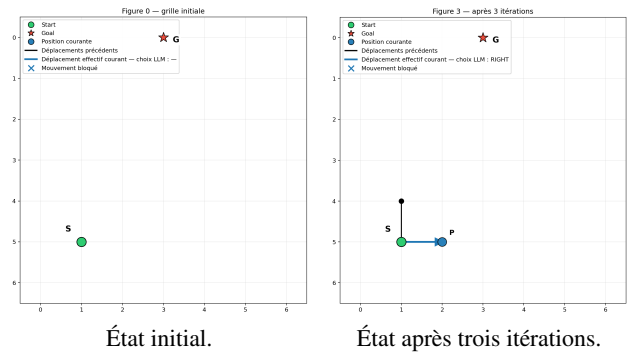 Figure 0 — grille initiale
Start
Goal
Position courante
Déplacements précédents
Déplacement effectif courant — choix LLM : —
Mouvement bloqué
G
S
0
1
2
3
4
5
6
0 1 2 3 4 5 6
État initial.
Figure 3 — après 3 itérations
Start
Goal
Position courante
Déplacements précédents
Déplacement effectif courant — choix LLM : RIGHT
Mouvement bloqué
G
S
P
0
1
2
3
4
5
6
0 1 2 3 4 5 6
État après trois itérations.